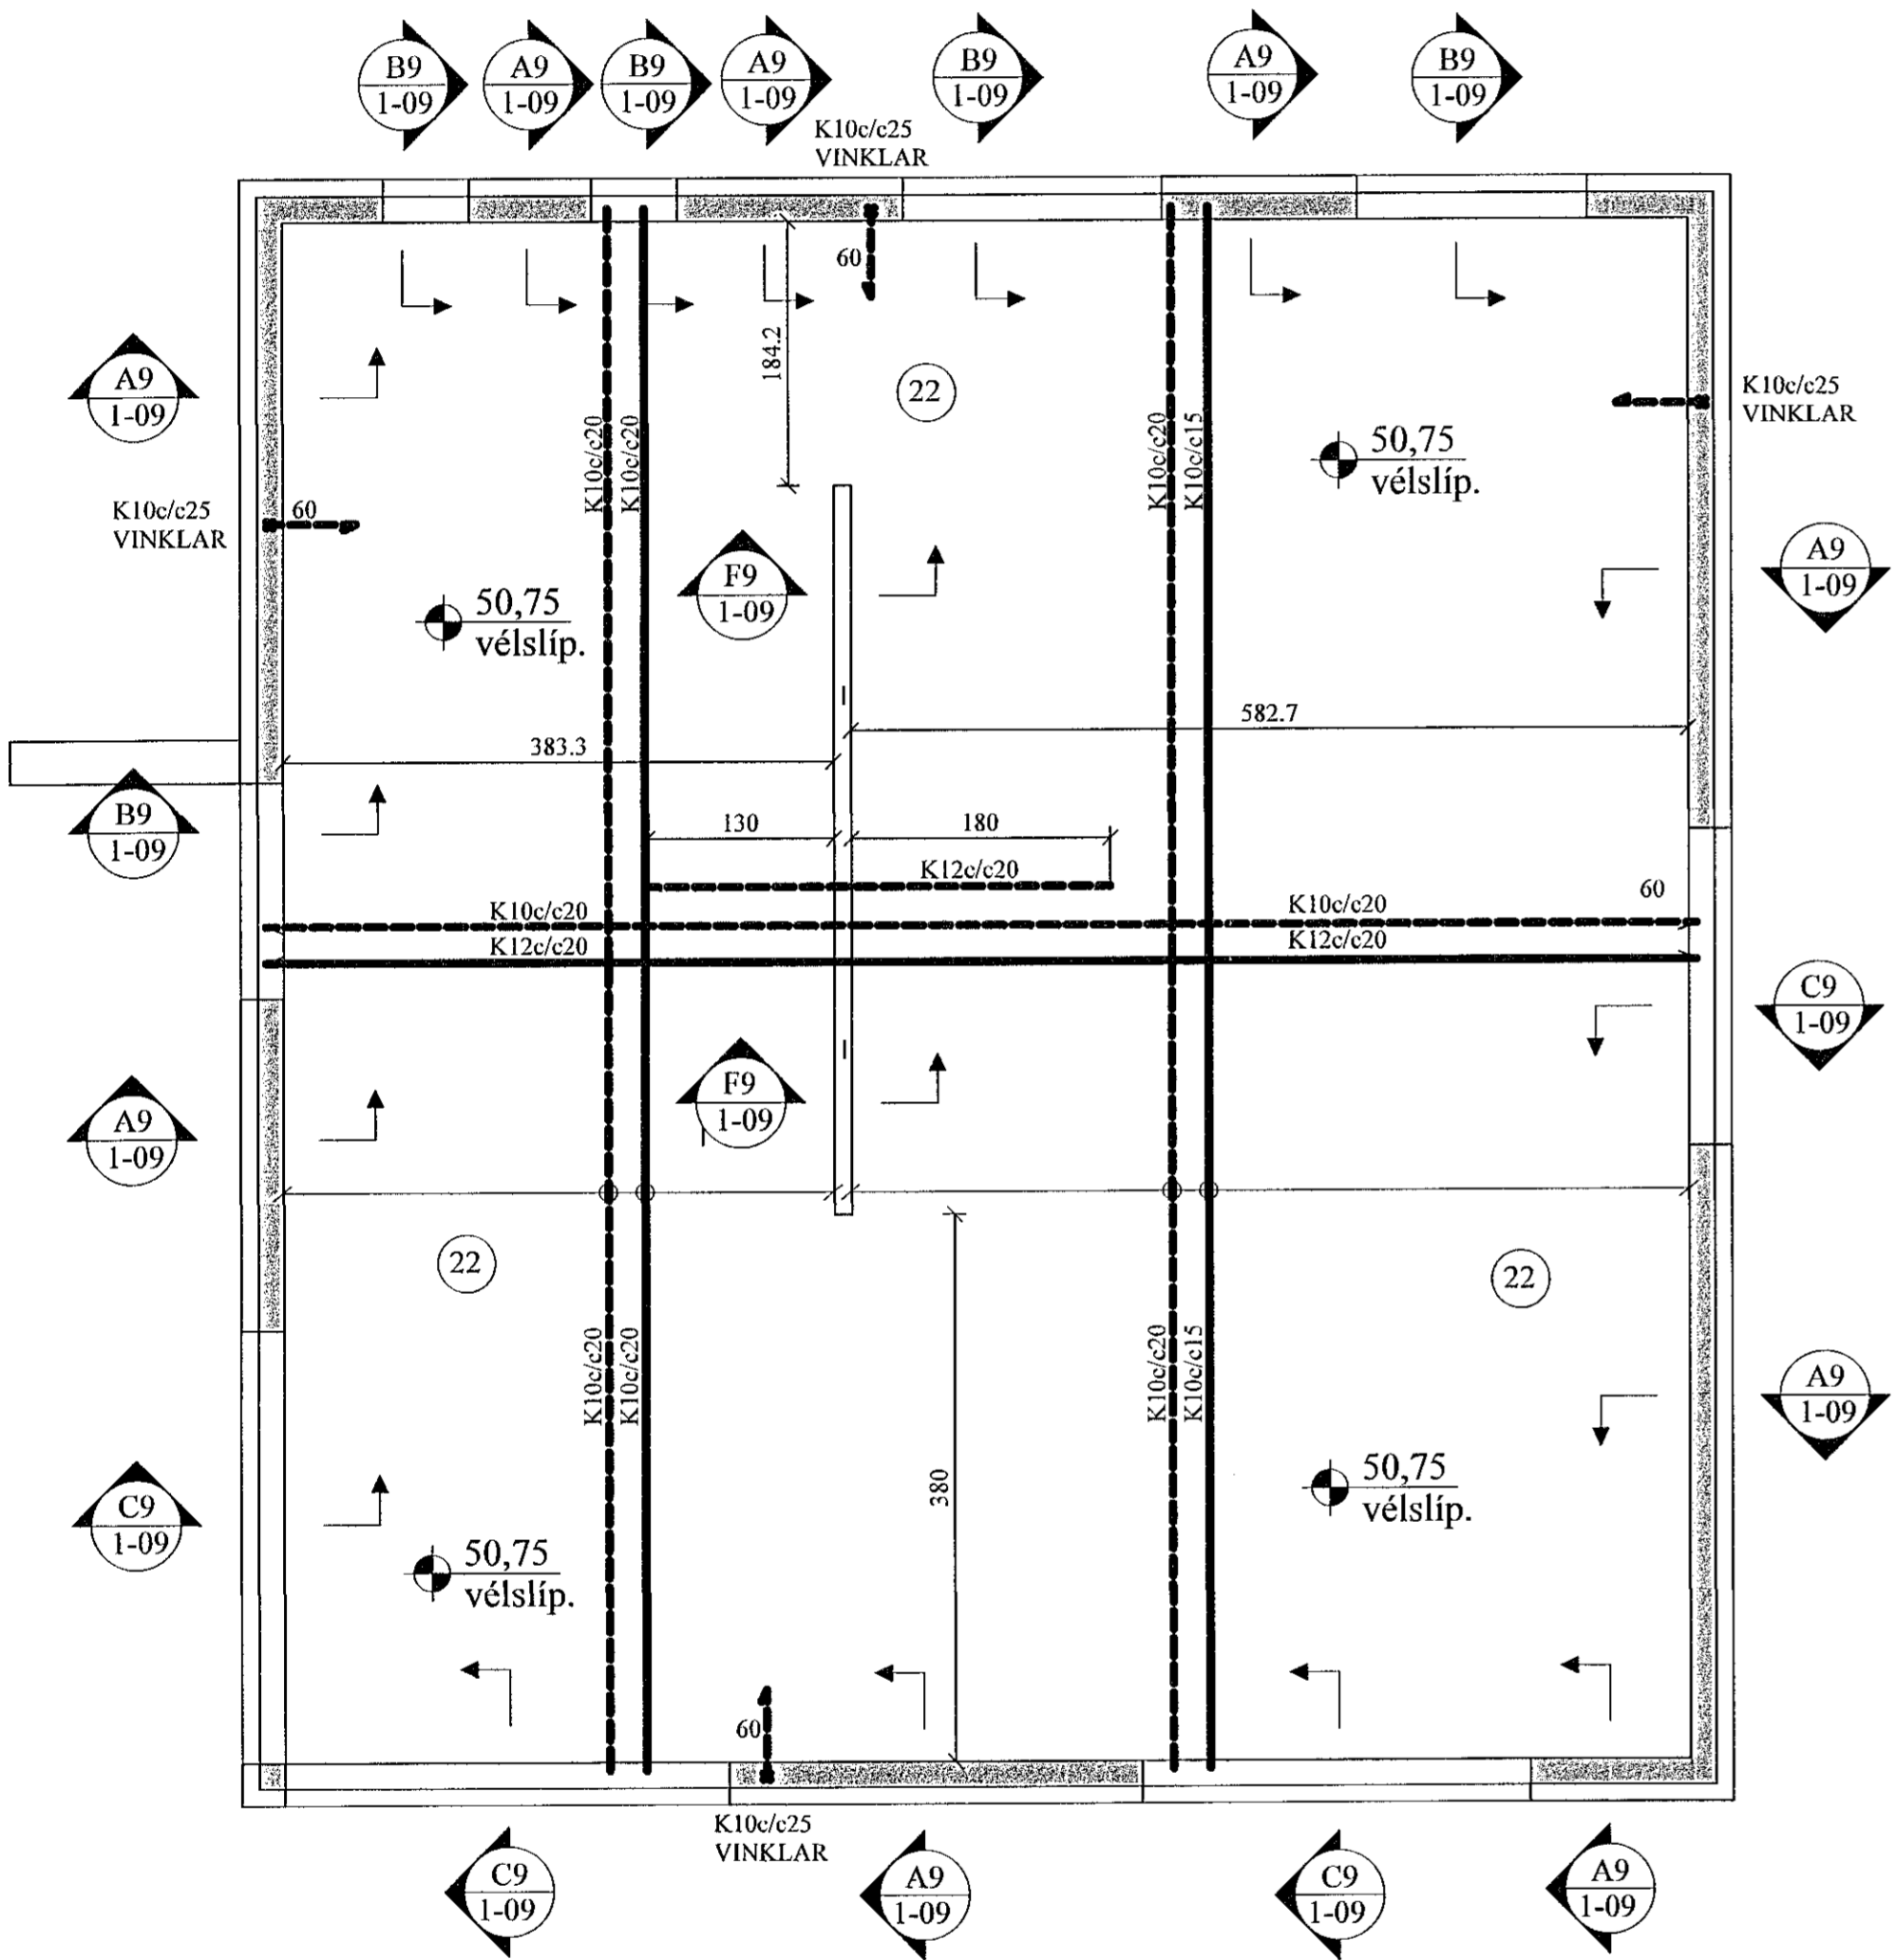 B9
1-09
A9
1-09
B9
1-09
A9
1-09
B9
1-09
A9
1-09
B9
1-09
K10c/c25
VINKLAR
60
184.2
22
A9
1-09
K10c/c25
VINKLAR
K10c/c20
K10c/c20
K10c/c20
K10c/c15
50,75
vélslíp.
K10c/c25
VINKLAR
60
A9
1-09
F9
1-09
50,75
vélslíp.
582.7
383.3
B9
1-09
130
180
K12c/c20
K10c/c20
K10c/c20
60
K12c/c20
K12c/c20
C9
1-09
F9
1-09
A9
1-09
22
22
K10c/c20
K10c/c20
K10c/c20
K10c/c15
A9
1-09
380
50,75
vélslíp.
C9
1-09
50,75
vélslíp.
60
K10c/c25
VINKLAR
C9
1-09
A9
1-09
C9
1-09
A9
1-09